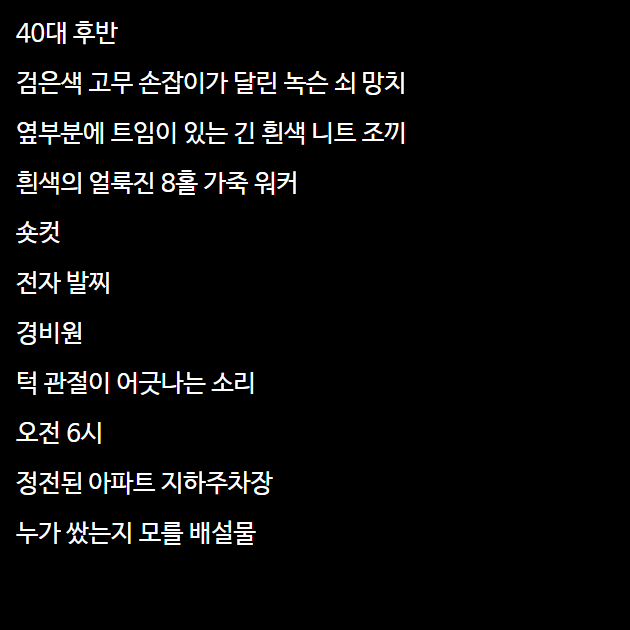 40대 후반
검은색 고무 손잡이가 달린 녹슨 쇠 망치
옆부분에 트임이 있는 긴 흰색 니트 조끼
흰색의 얼룩진 8홀 가죽 워커
숏컷
전자 발찌
경비원
턱 관절이 어긋나는 소리
오전 6시
정전된 아파트 지하주차장
누가 쌌는지 모를 배설물